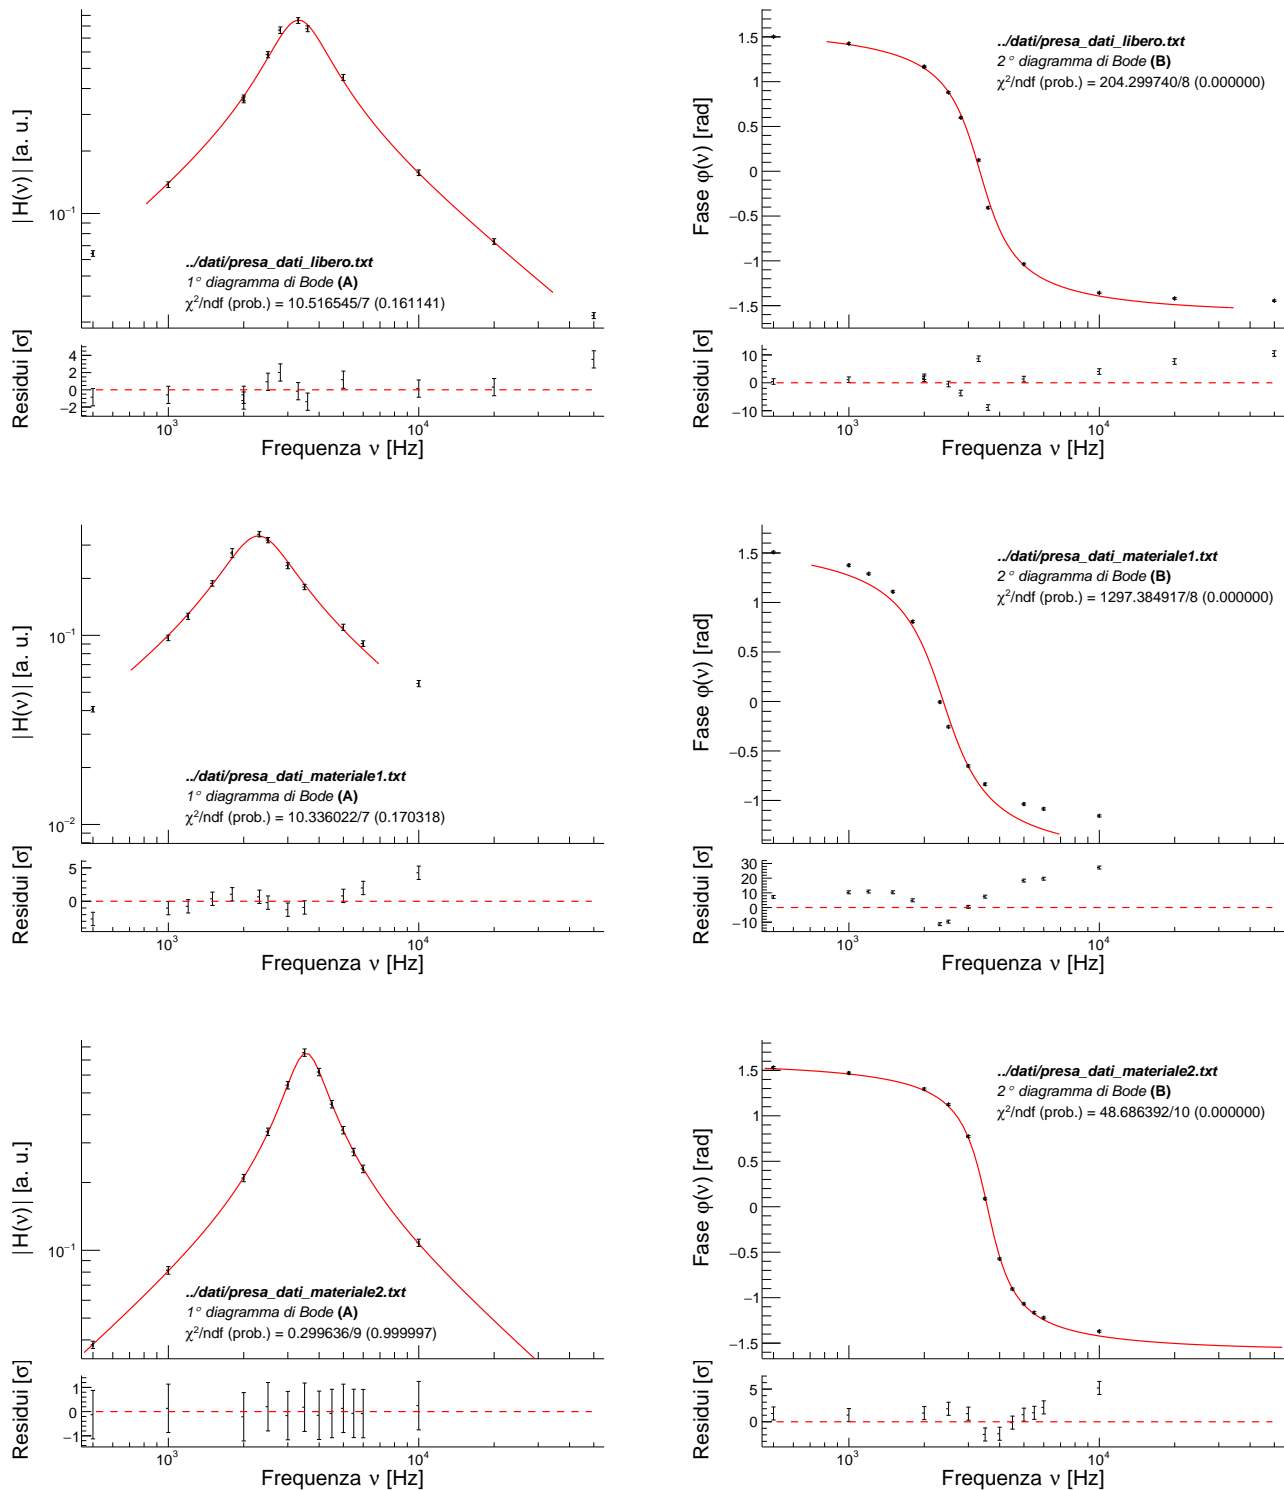 |H(ν)| [a. u.]
10⁻¹
../dati/presa_dati_libero.txt
1° diagramma di Bode (A)
χ²/ndf (prob.) = 10.516545/7 (0.161141)
Residui [σ]
4
2
0
−2
10³
10⁴
Frequenza ν [Hz]
Fase φ(ν) [rad]
1.5
1
0.5
0
−0.5
−1
−1.5
../dati/presa_dati_libero.txt
2° diagramma di Bode (B)
χ²/ndf (prob.) = 204.299740/8 (0.000000)
Residui [σ]
10
0
−10
10³
10⁴
Frequenza ν [Hz]
|H(ν)| [a. u.]
10⁻¹
10⁻²
../dati/presa_dati_materiale1.txt
1° diagramma di Bode (A)
χ²/ndf (prob.) = 10.336022/7 (0.170318)
Residui [σ]
5
0
10³
10⁴
Frequenza ν [Hz]
Fase φ(ν) [rad]
1.5
1
0.5
0
−0.5
−1
../dati/presa_dati_materiale1.txt
2° diagramma di Bode (B)
χ²/ndf (prob.) = 1297.384917/8 (0.000000)
Residui [σ]
30
20
10
0
−10
10³
10⁴
Frequenza ν [Hz]
|H(ν)| [a. u.]
10⁻¹
../dati/presa_dati_materiale2.txt
1° diagramma di Bode (A)
χ²/ndf (prob.) = 0.299636/9 (0.999997)
Residui [σ]
1
0
−1
10³
10⁴
Frequenza ν [Hz]
Fase φ(ν) [rad]
1.5
1
0.5
0
−0.5
−1
−1.5
../dati/presa_dati_materiale2.txt
2° diagramma di Bode (B)
χ²/ndf (prob.) = 48.686392/10 (0.000000)
Residui [σ]
5
0
10³
10⁴
Frequenza ν [Hz]